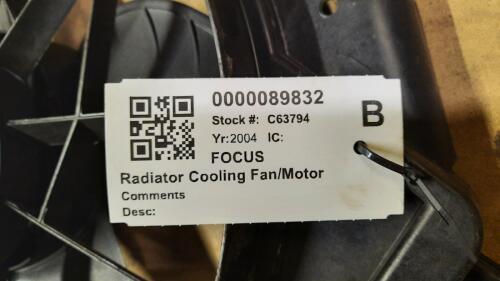 0000089832
Stock #: C63794
B
Yr:2004 IC:
FOCUS
Radiator Cooling Fan/Motor
Comments
Desc: